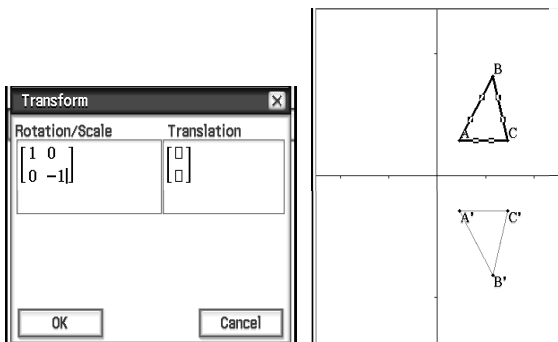 Transform
Rotation/Scale Translation
[1 0
0 -1] [□
□]
OK Cancel
B
A C
A' C'
B'